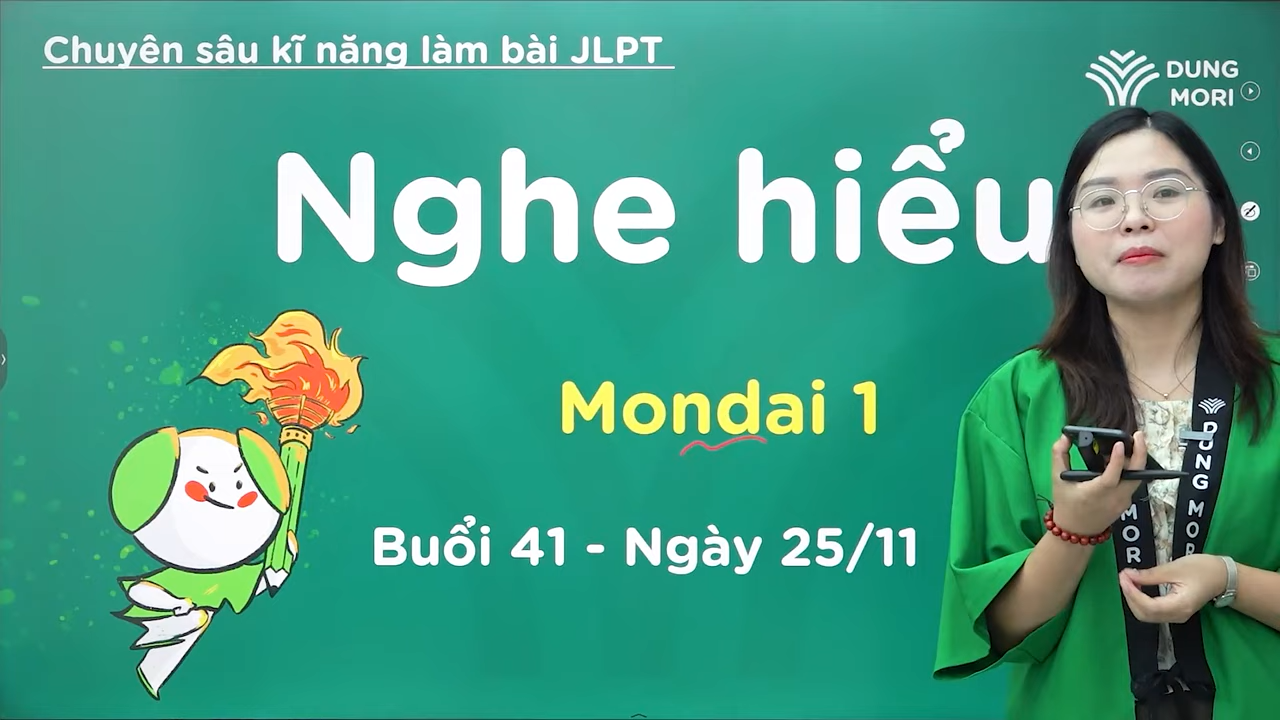 Chuyên sâu kĩ năng làm bài JLPT
DUNG
MORI
Nghe hiểu
Mondai 1
Buổi 41 - Ngày 25/11
DUNG MORI
MORI